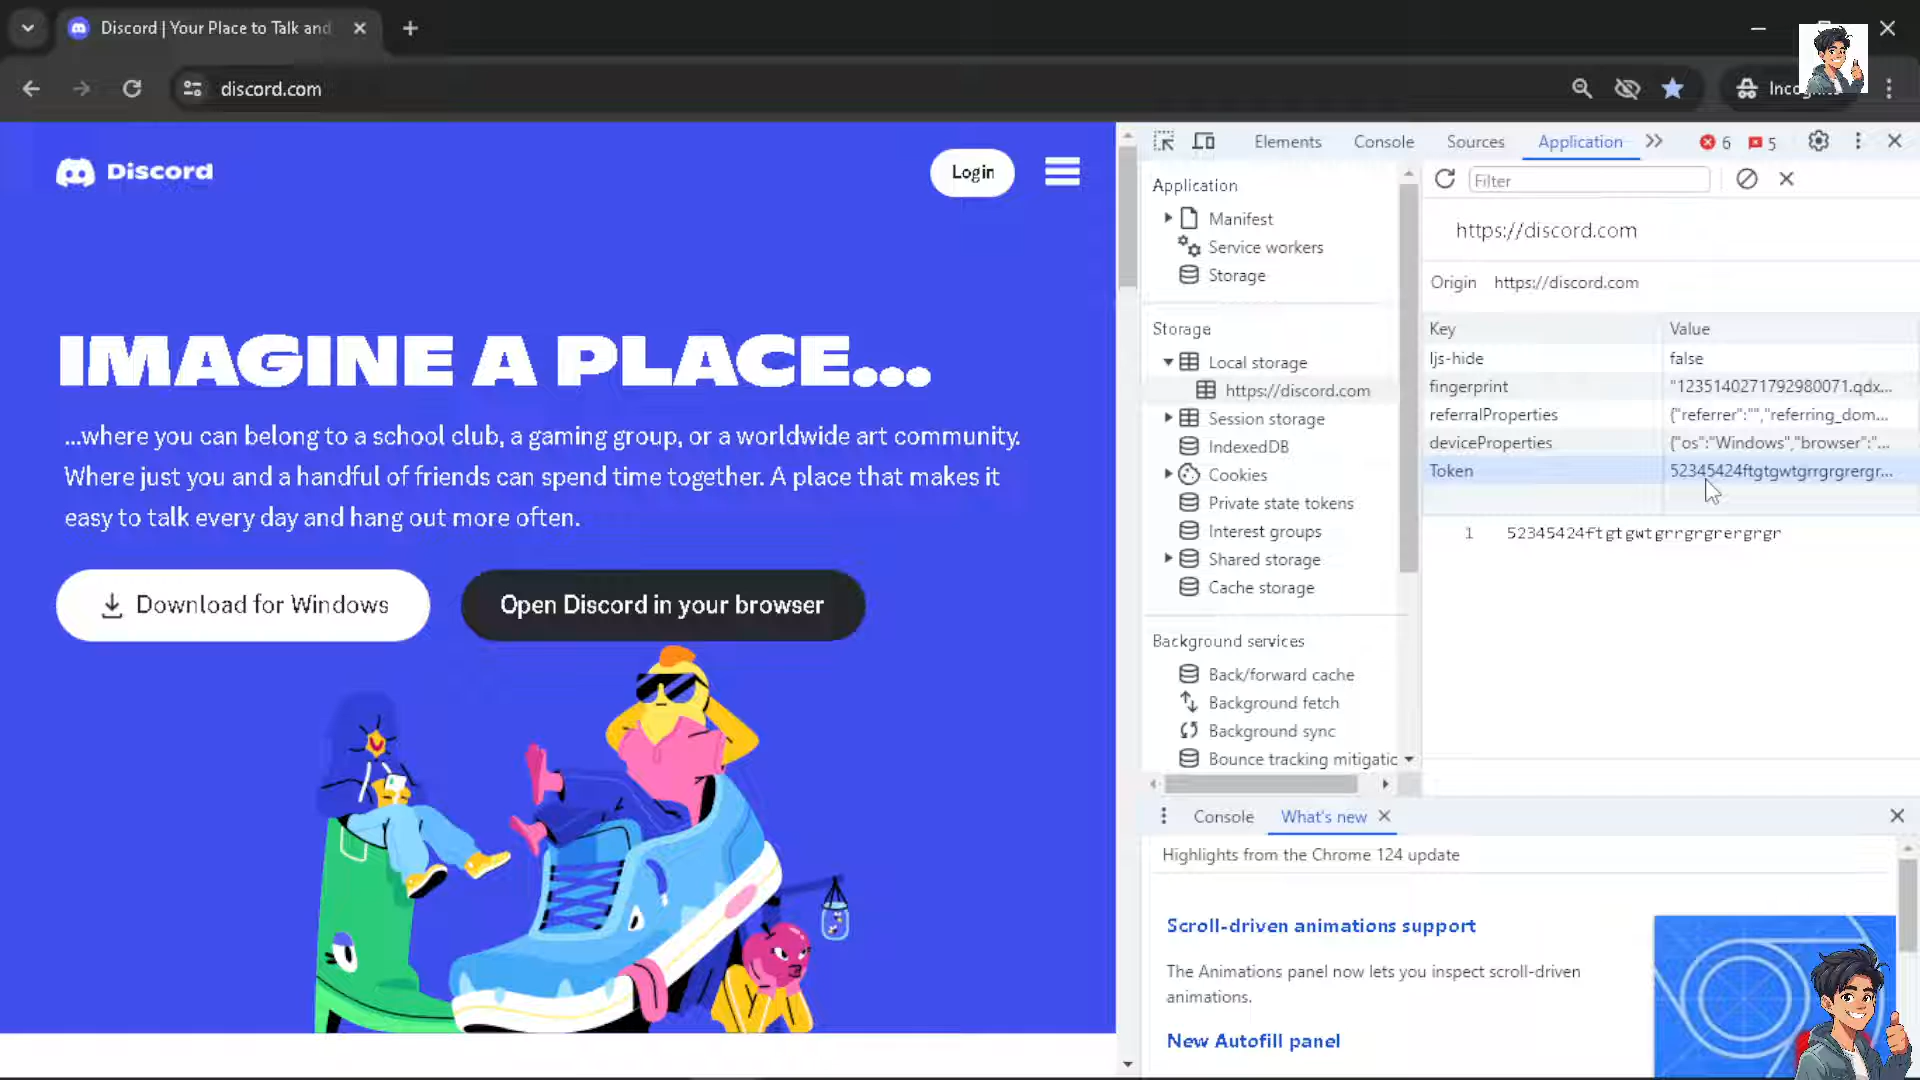 Discord | Your Place to Talk and
discord.com
Discord
Login
IMAGINE A PLACE...
...where you can belong to a school club, a gaming group, or a worldwide art community.
Where just you and a handful of friends can spend time together. A place that makes it
easy to talk every day and hang out more often.
Download for Windows
Open Discord in your browser
Elements
Console
Sources
Application
6
5
Application
Manifest
Service workers
Storage
Storage
Local storage
https://discord.com
Session storage
IndexedDB
Cookies
Private state tokens
Interest groups
Shared storage
Cache storage
Background services
Back/forward cache
Background fetch
Background sync
Bounce tracking mitigatic
Filter
https://discord.com
Origin https://discord.com
Key Value
ljs-hide false
fingerprint "1235140271792980071.qdx...
referralProperties {"referrer":"","referring_dom...
deviceProperties {"os":"Windows","browser":"...
Token 52345424ftgtgwtgrrgrgrergr...
1 52345424ftgtgwtgrrgrgrergrgr
Console
What's new
Highlights from the Chrome 124 update
Scroll-driven animations support
The Animations panel now lets you inspect scroll-driven
animations.
New Autofill panel